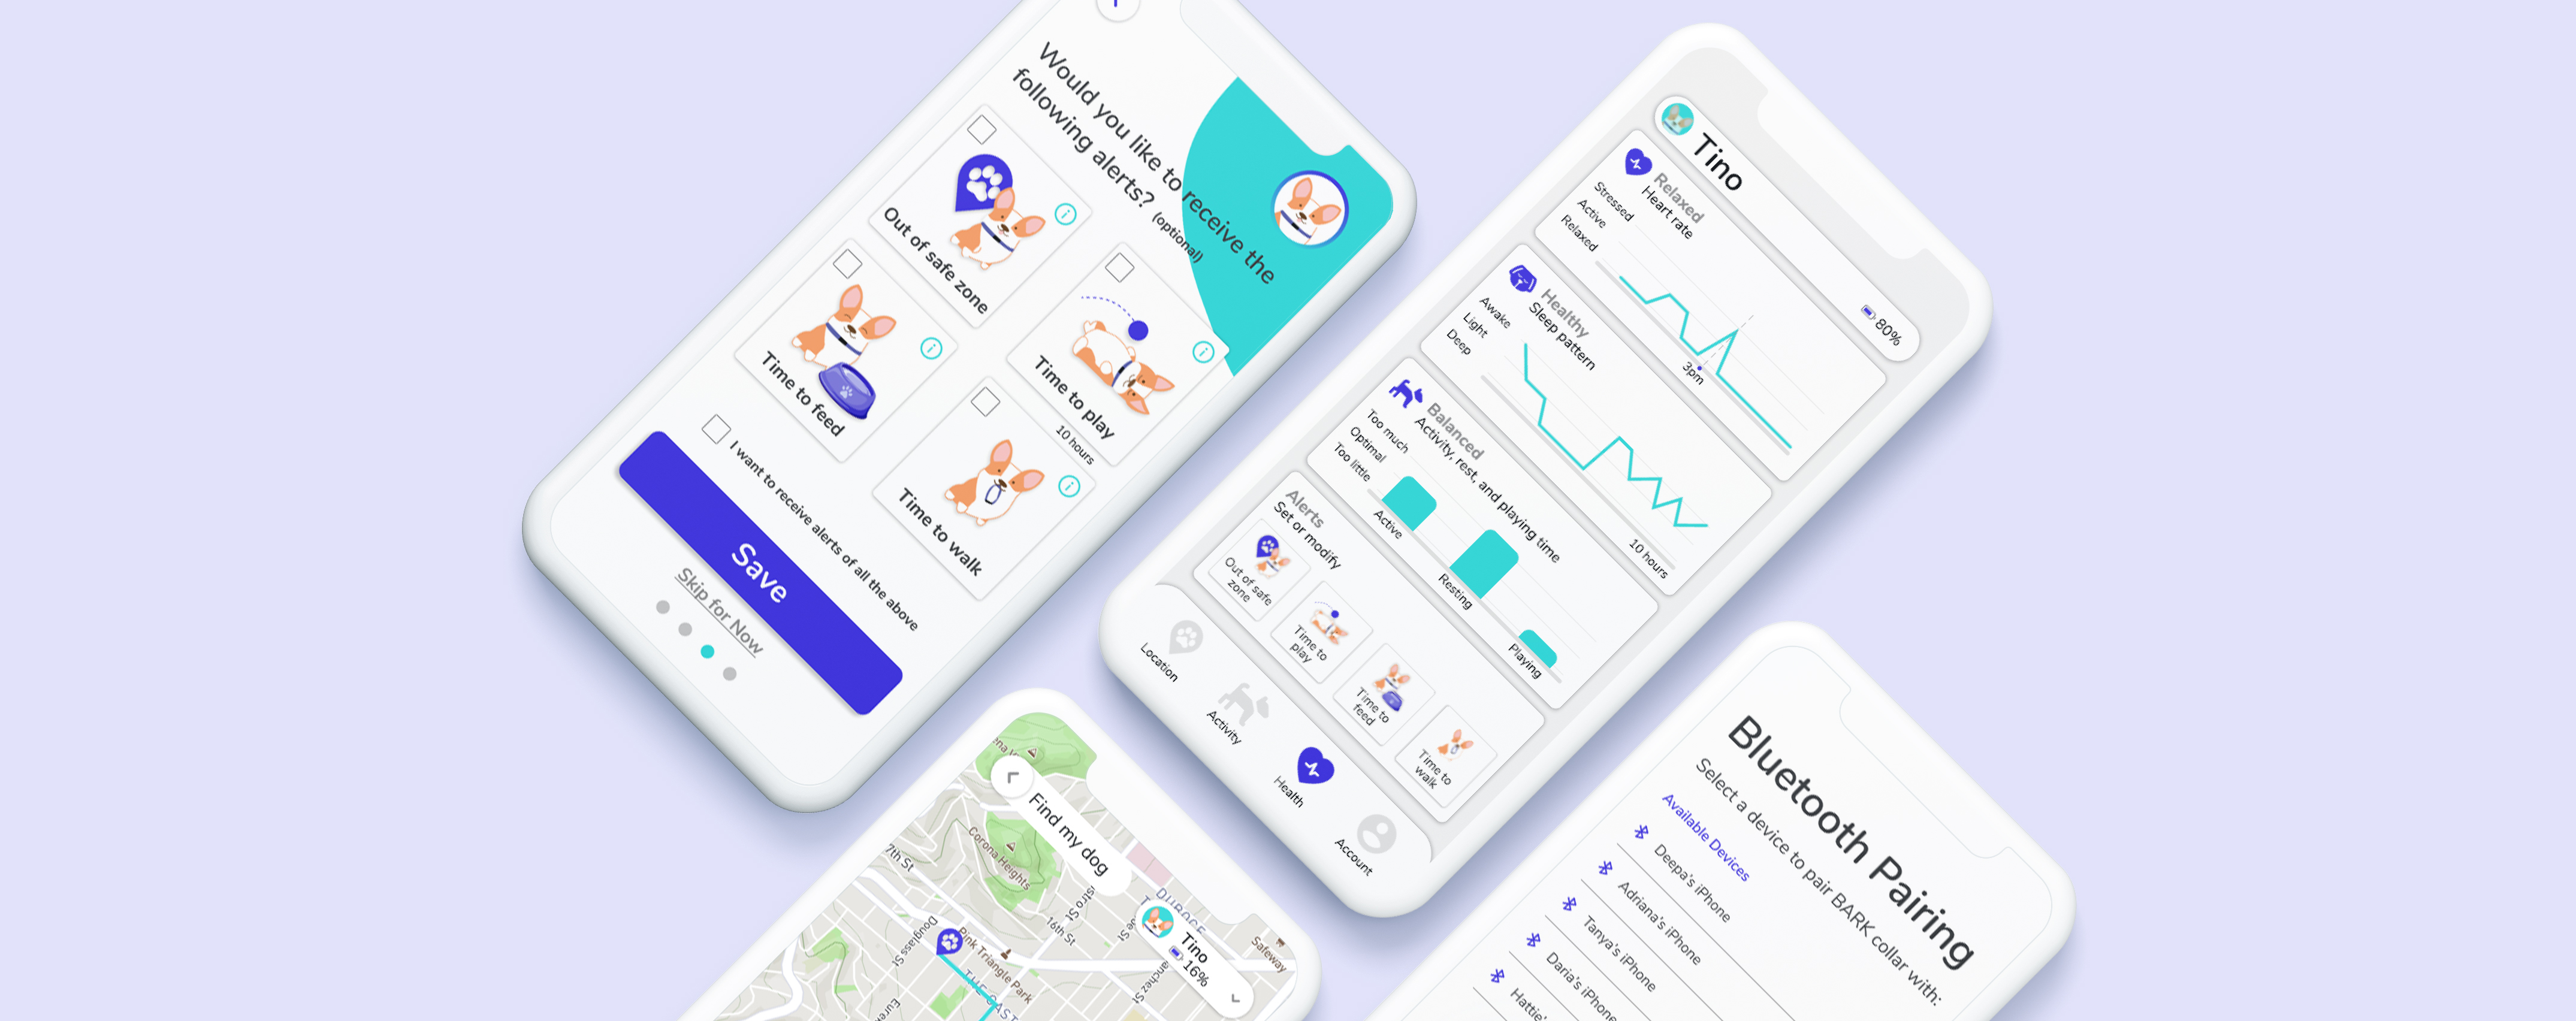 Would you like to receive the
following alerts? (optional)
Out of safe zone
Time to play
10 hours
Time to feed
Time to walk
I want to receive alerts of all the above
Save
Skip for Now
Tino
80%
Relaxed
Heart rate
Stressed
Active
Relaxed
3pm
Healthy
Sleep pattern
Awake
Light
Deep
10 hours
Balanced
Activity, rest, and playing time
Too much
Optimal
Too little
Active
Resting
Playing
Alerts
Set or modify
Out of safe
zone
Time to
play
Time to
feed
Time to
walk
Location
Activity
Health
Account
Find my dog
Corona Heights
7th St
Douglass St
Pink Triangle Park
16th St
Safeway
Tino
16%
Bluetooth Pairing
Select a device to pair BARK collar with:
Available Devices
Deepa's iPhone
Adriana's iPhone
Tanya's iPhone
Daria's iPhone
Hattie'